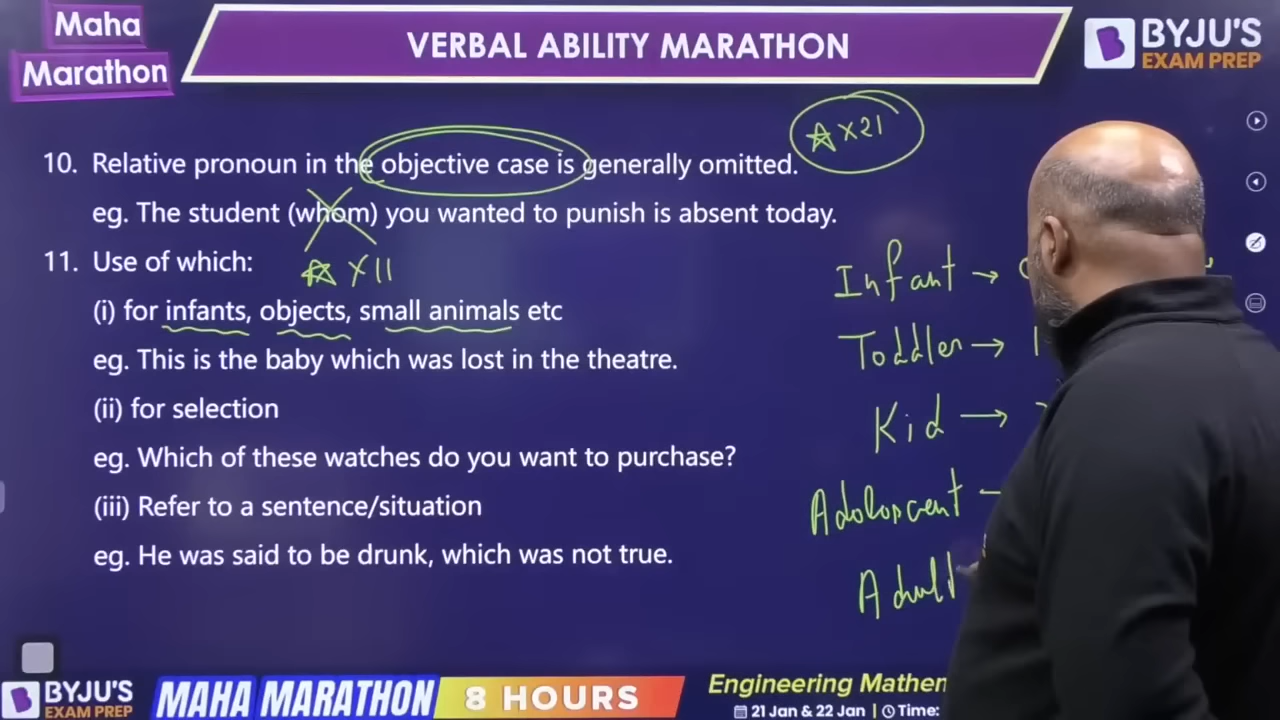 Maha
Marathon
VERBAL ABILITY MARATHON
BYJU'S
EXAM PREP
☆ X21
10. Relative pronoun in the objective case is generally omitted.
eg. The student (whom) you wanted to punish is absent today.
11. Use of which:
☆ X11
(i) for infants, objects, small animals etc
eg. This is the baby which was lost in the theatre.
(ii) for selection
eg. Which of these watches do you want to purchase?
(iii) Refer to a sentence/situation
eg. He was said to be drunk, which was not true.
Infant →
Toddler → 1
Kid →
Adolescent –
Adult
BYJU'S
EXAM PREP
MAHA MARATHON
8 HOURS
Engineering Mathem
21 Jan & 22 Jan | Time: